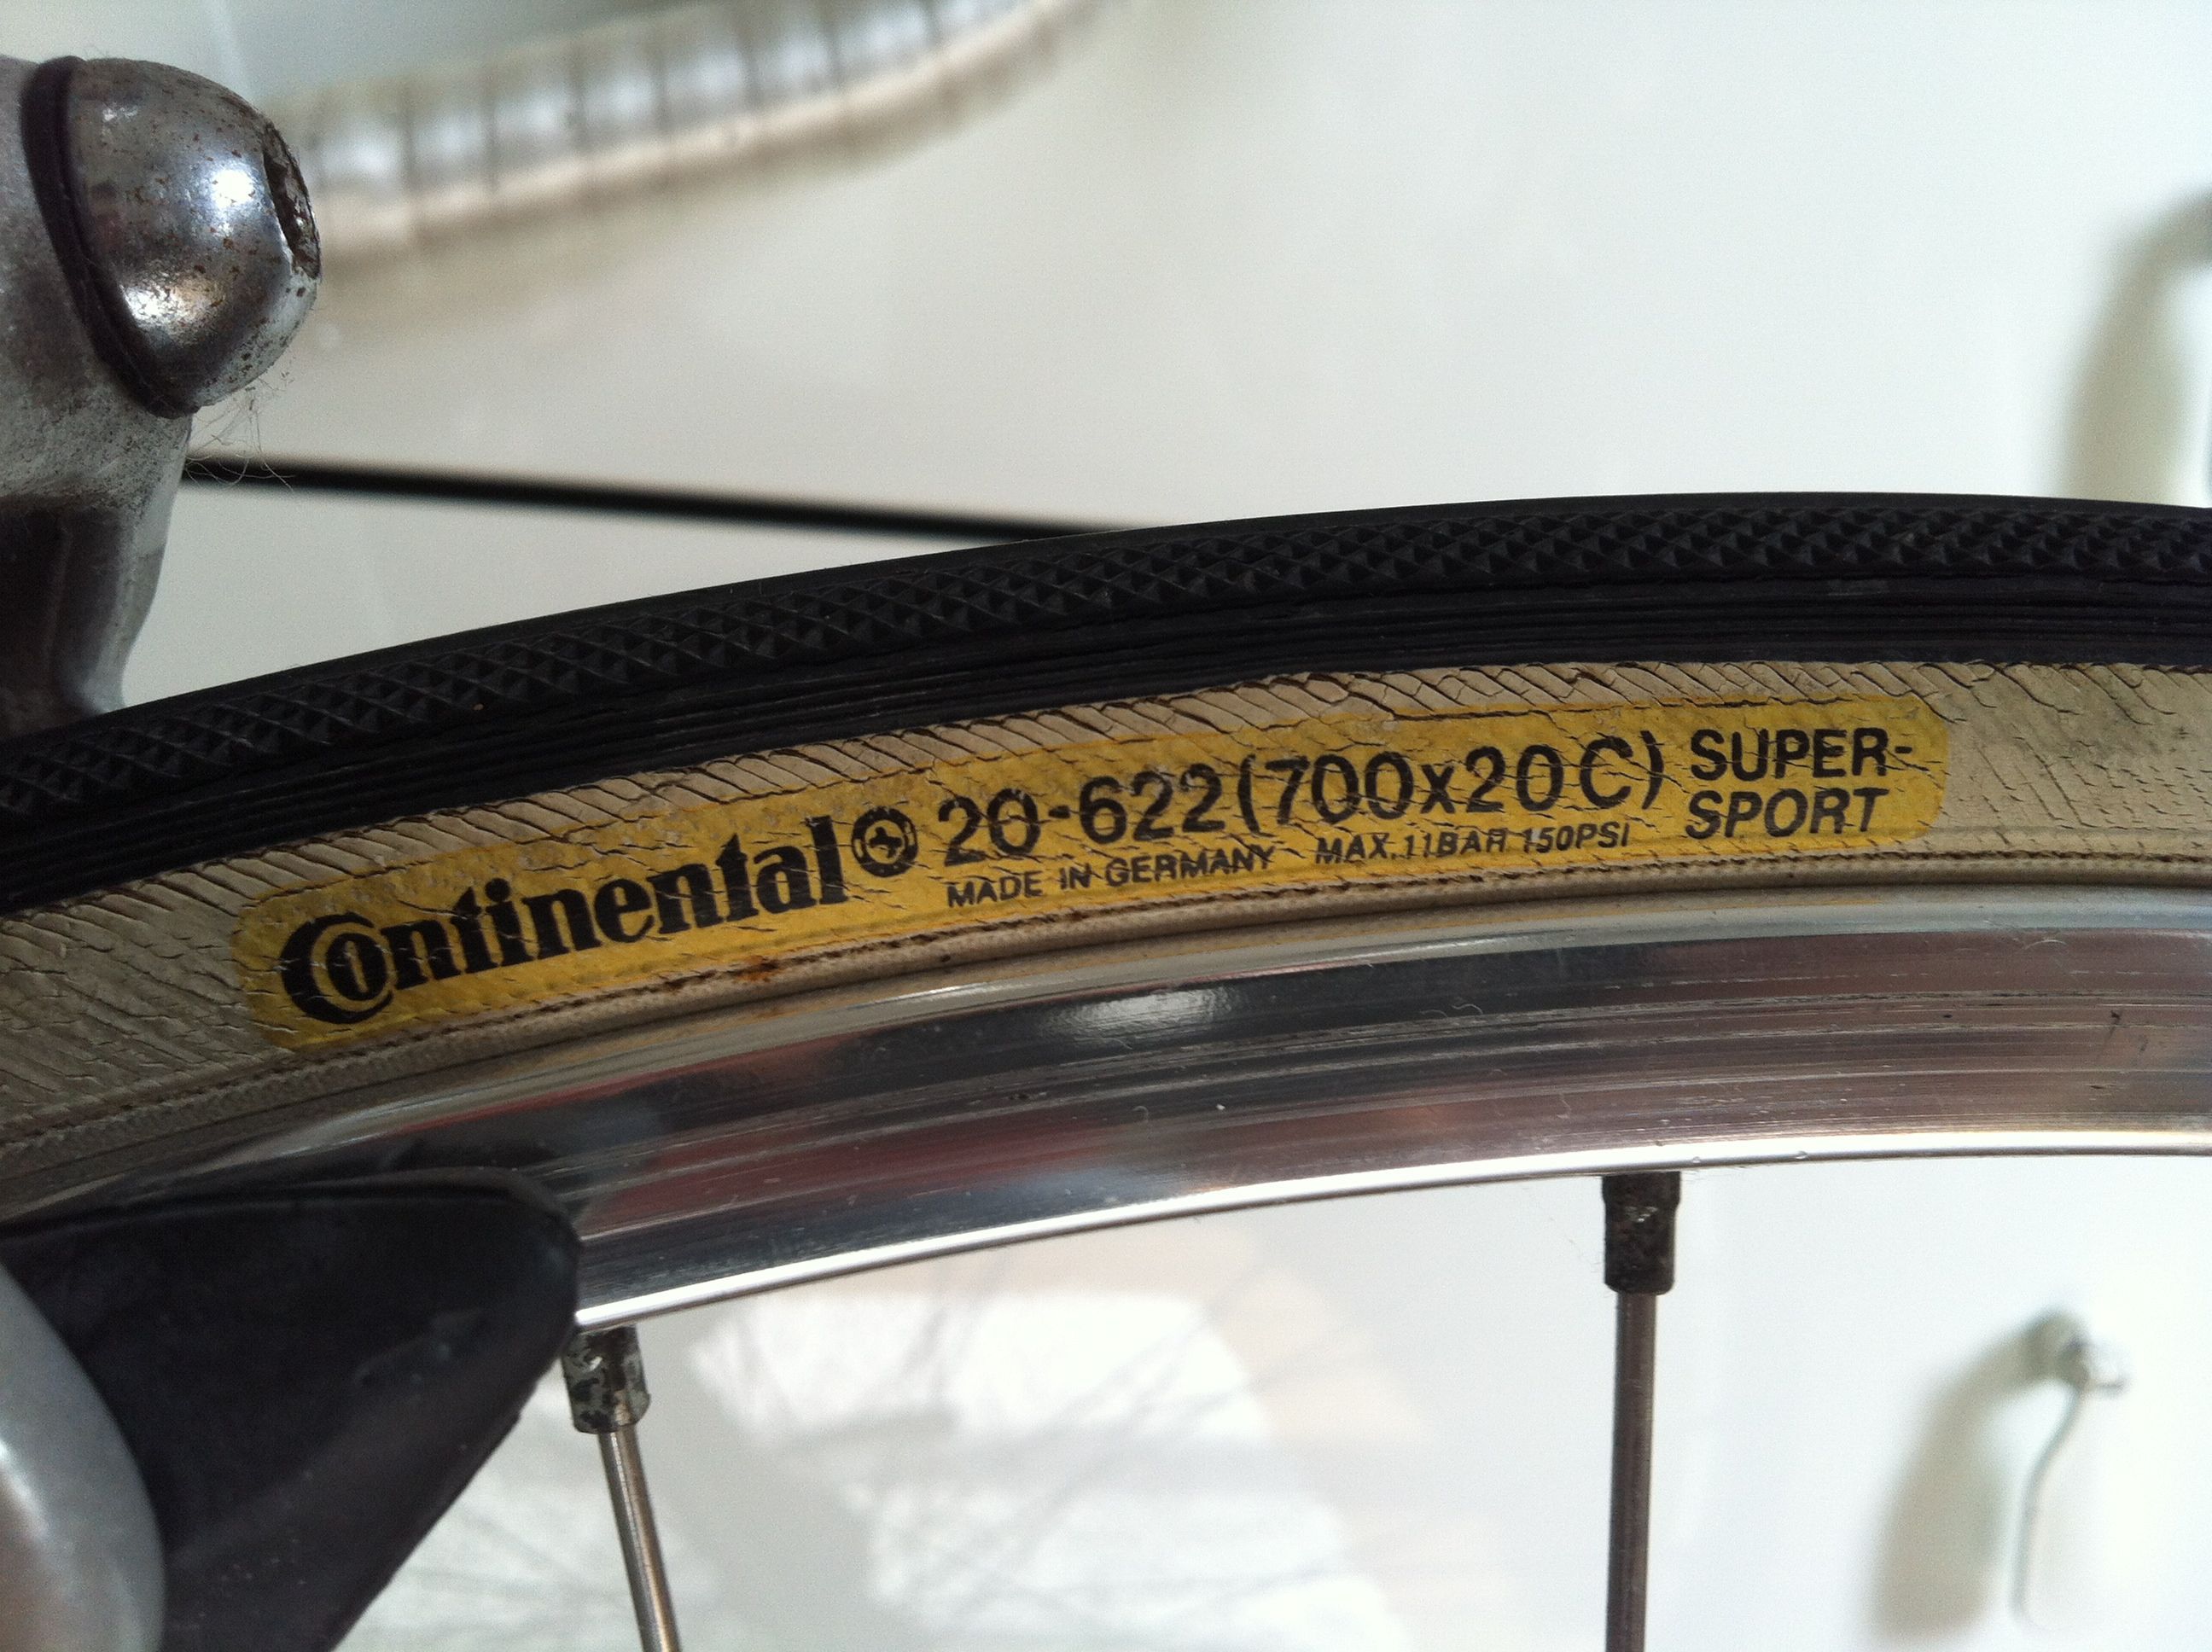 Continental 20-622 (700x20C) SUPER-
SPORT
MADE IN GERMANY MAX.11BAR 150PSI